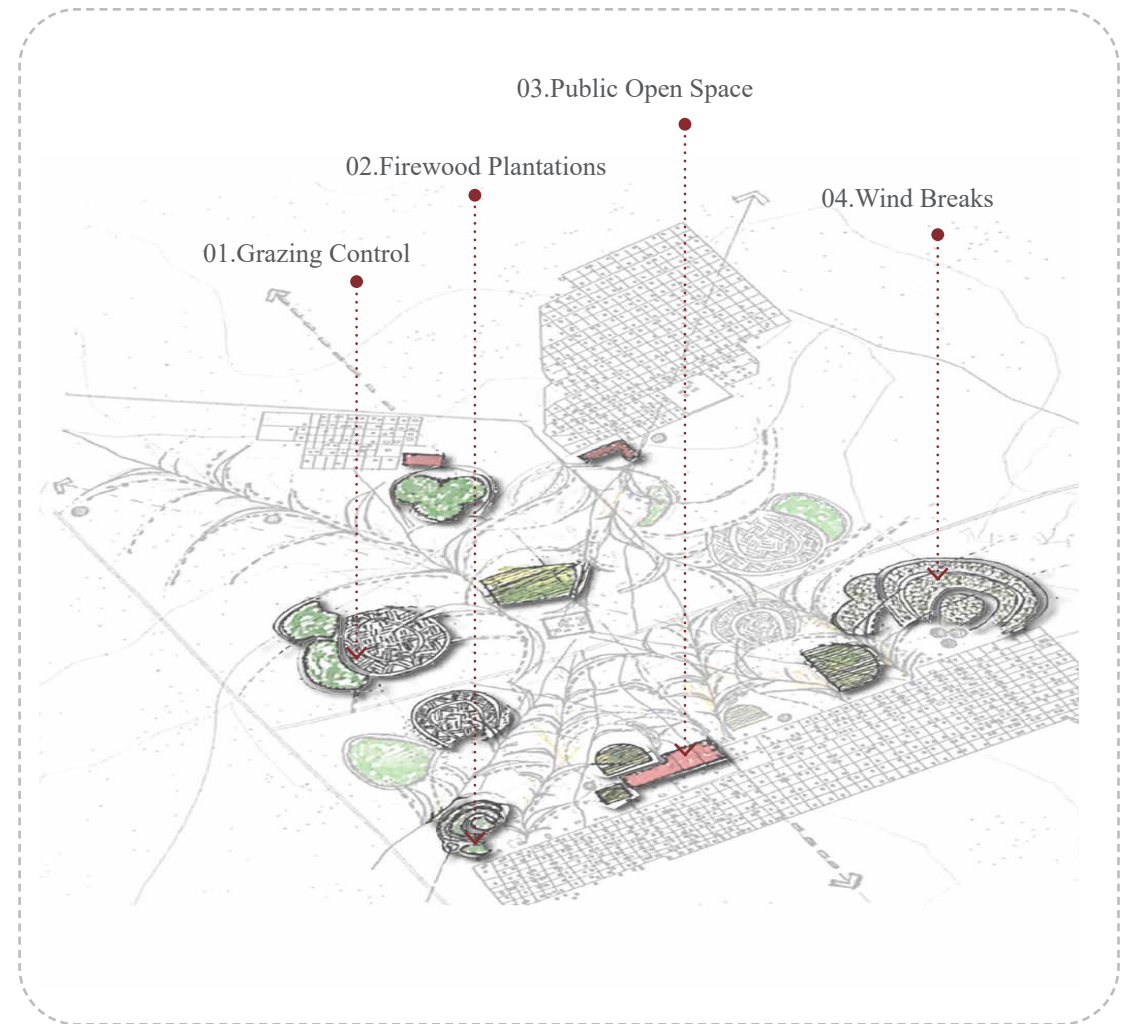 03.Public Open Space
02.Firewood Plantations
04.Wind Breaks
01.Grazing Control